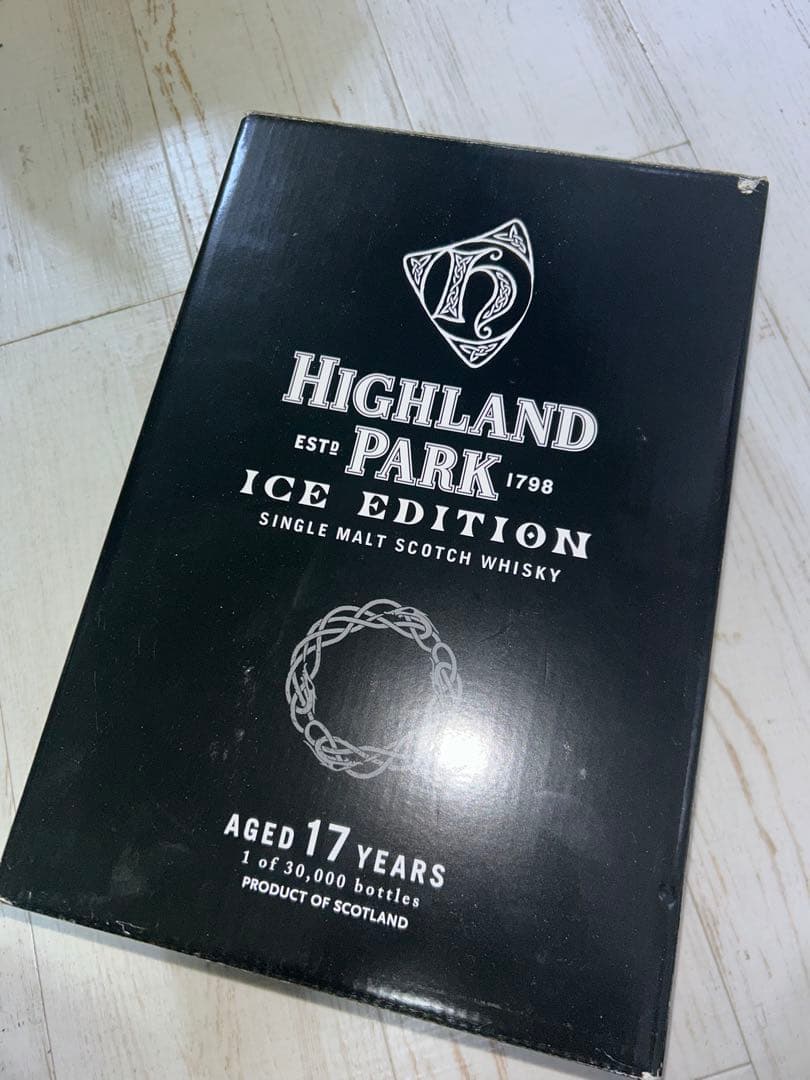 H
HIGHLAND
ESTD PARK 1798
ICE EDITION
SINGLE MALT SCOTCH WHISKY
AGED 17 YEARS
1 of 30,000 bottles
PRODUCT OF SCOTLAND